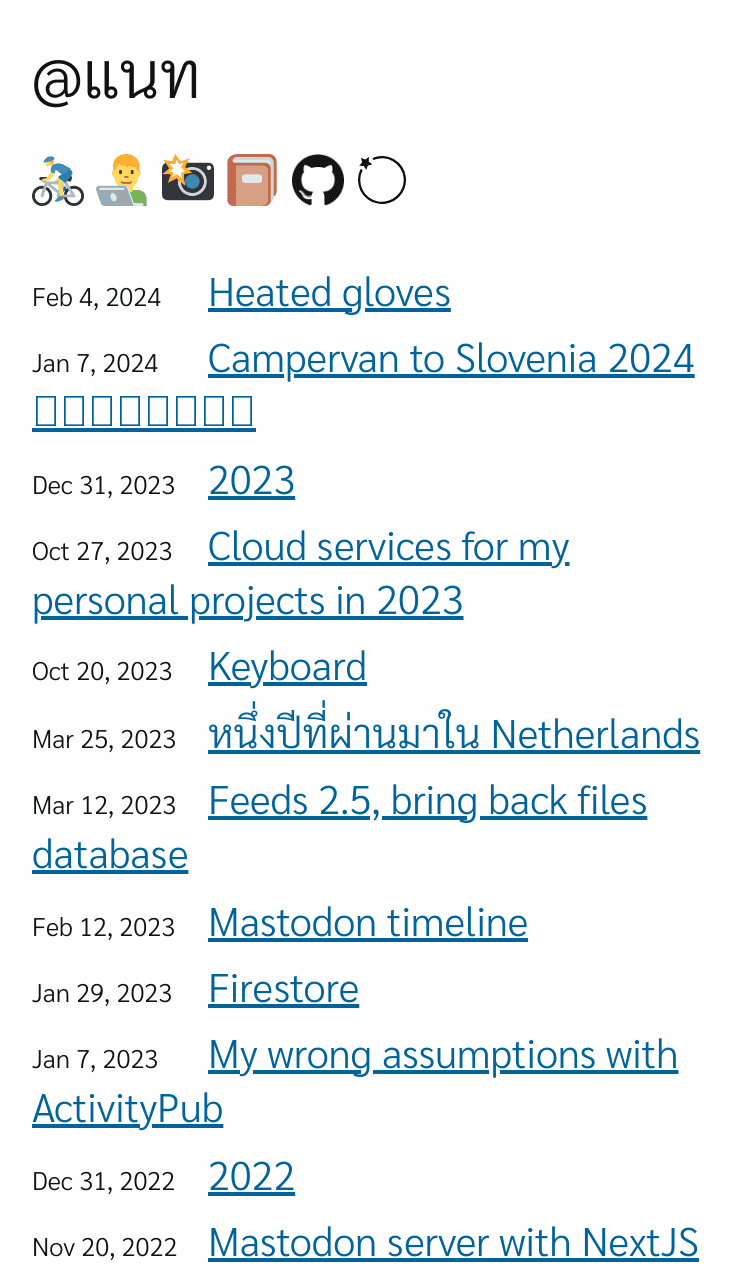 @แนท
Feb 4, 2024 Heated gloves
Jan 7, 2024 Campervan to Slovenia 2024
Dec 31, 2023 2023
Oct 27, 2023 Cloud services for my
personal projects in 2023
Oct 20, 2023 Keyboard
Mar 25, 2023 หนึ่งปีที่ผ่านมาใน Netherlands
Mar 12, 2023 Feeds 2.5, bring back files
database
Feb 12, 2023 Mastodon timeline
Jan 29, 2023 Firestore
Jan 7, 2023 My wrong assumptions with
ActivityPub
Dec 31, 2022 2022
Nov 20, 2022 Mastodon server with NextJS